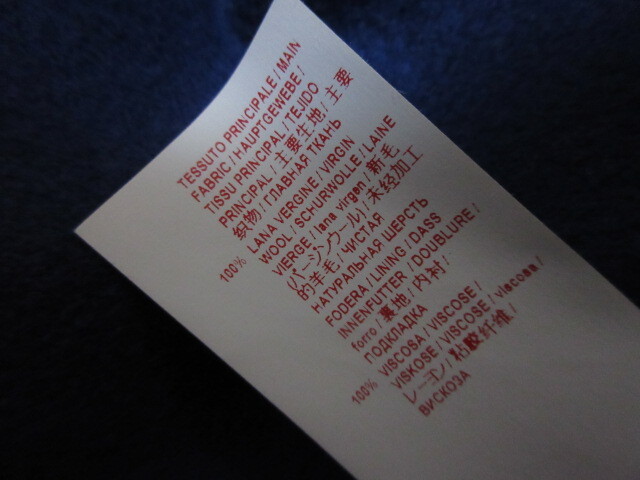 TESSUTO PRINCIPALE / MAIN
FABRIC / HAUPTGEWEBE /
TISSU PRINCIPAL / TEJIDO
PRINCIPAL / 主要生地 / 主要
织物 / ГЛАВНАЯ ТКАНЬ
100% LANA VERGINE / VIRGIN
WOOL / SCHURWOLLE / LAINE
VIERGE / lana virgen / 新毛
(バージンウール) / 未经加工
的羊毛 / ЧИСТАЯ
НАТУРАЛЬНАЯ ШЕРСТЬ
FODERA / LINING / DASS
INNENFUTTER / DOUBLURE /
forro / 裏地 / 内衬 /
ПОДКЛАДКА
100% VISCOSA / VISCOSE /
VISKOSE / VISCOSE / viscosa /
レーヨン / 粘胶纤维 /
ВИСКОЗА